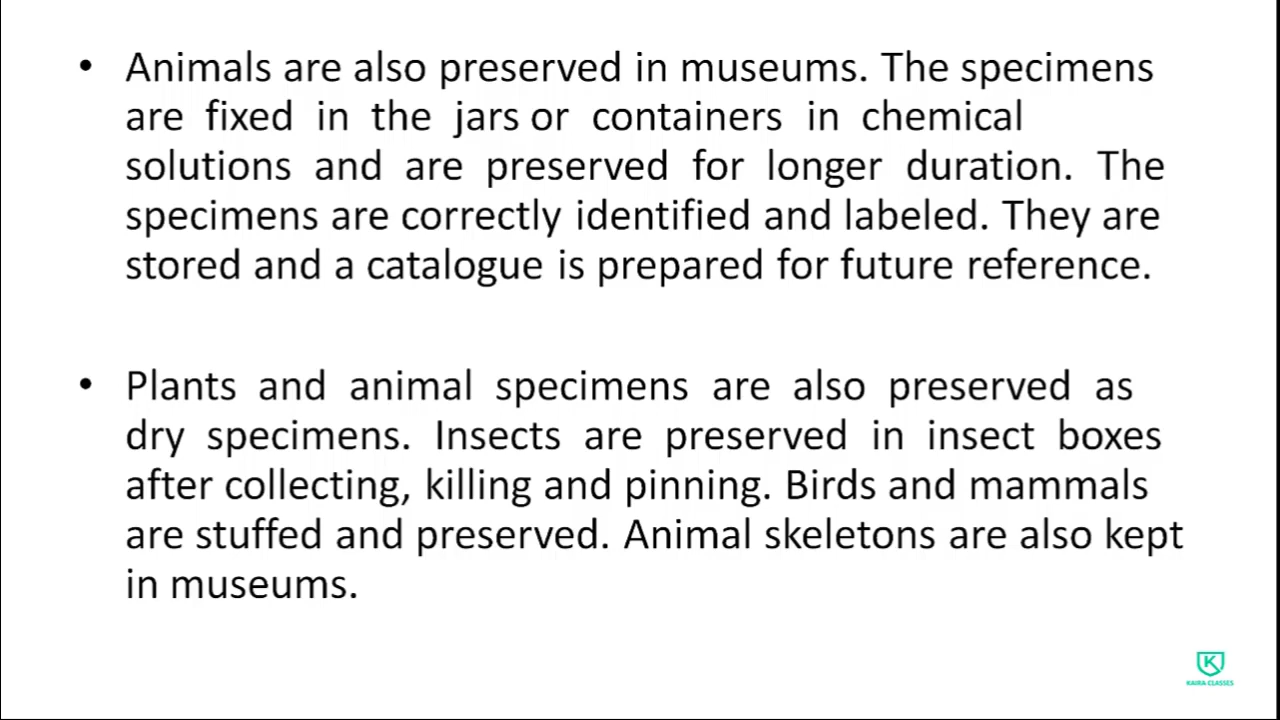 • Animals are also preserved in museums. The specimens
are fixed in the jars or containers in chemical
solutions and are preserved for longer duration. The
specimens are correctly identified and labeled. They are
stored and a catalogue is prepared for future reference.
• Plants and animal specimens are also preserved as
dry specimens. Insects are preserved in insect boxes
after collecting, killing and pinning. Birds and mammals
are stuffed and preserved. Animal skeletons are also kept
in museums.
K
KAIRA CLASSES